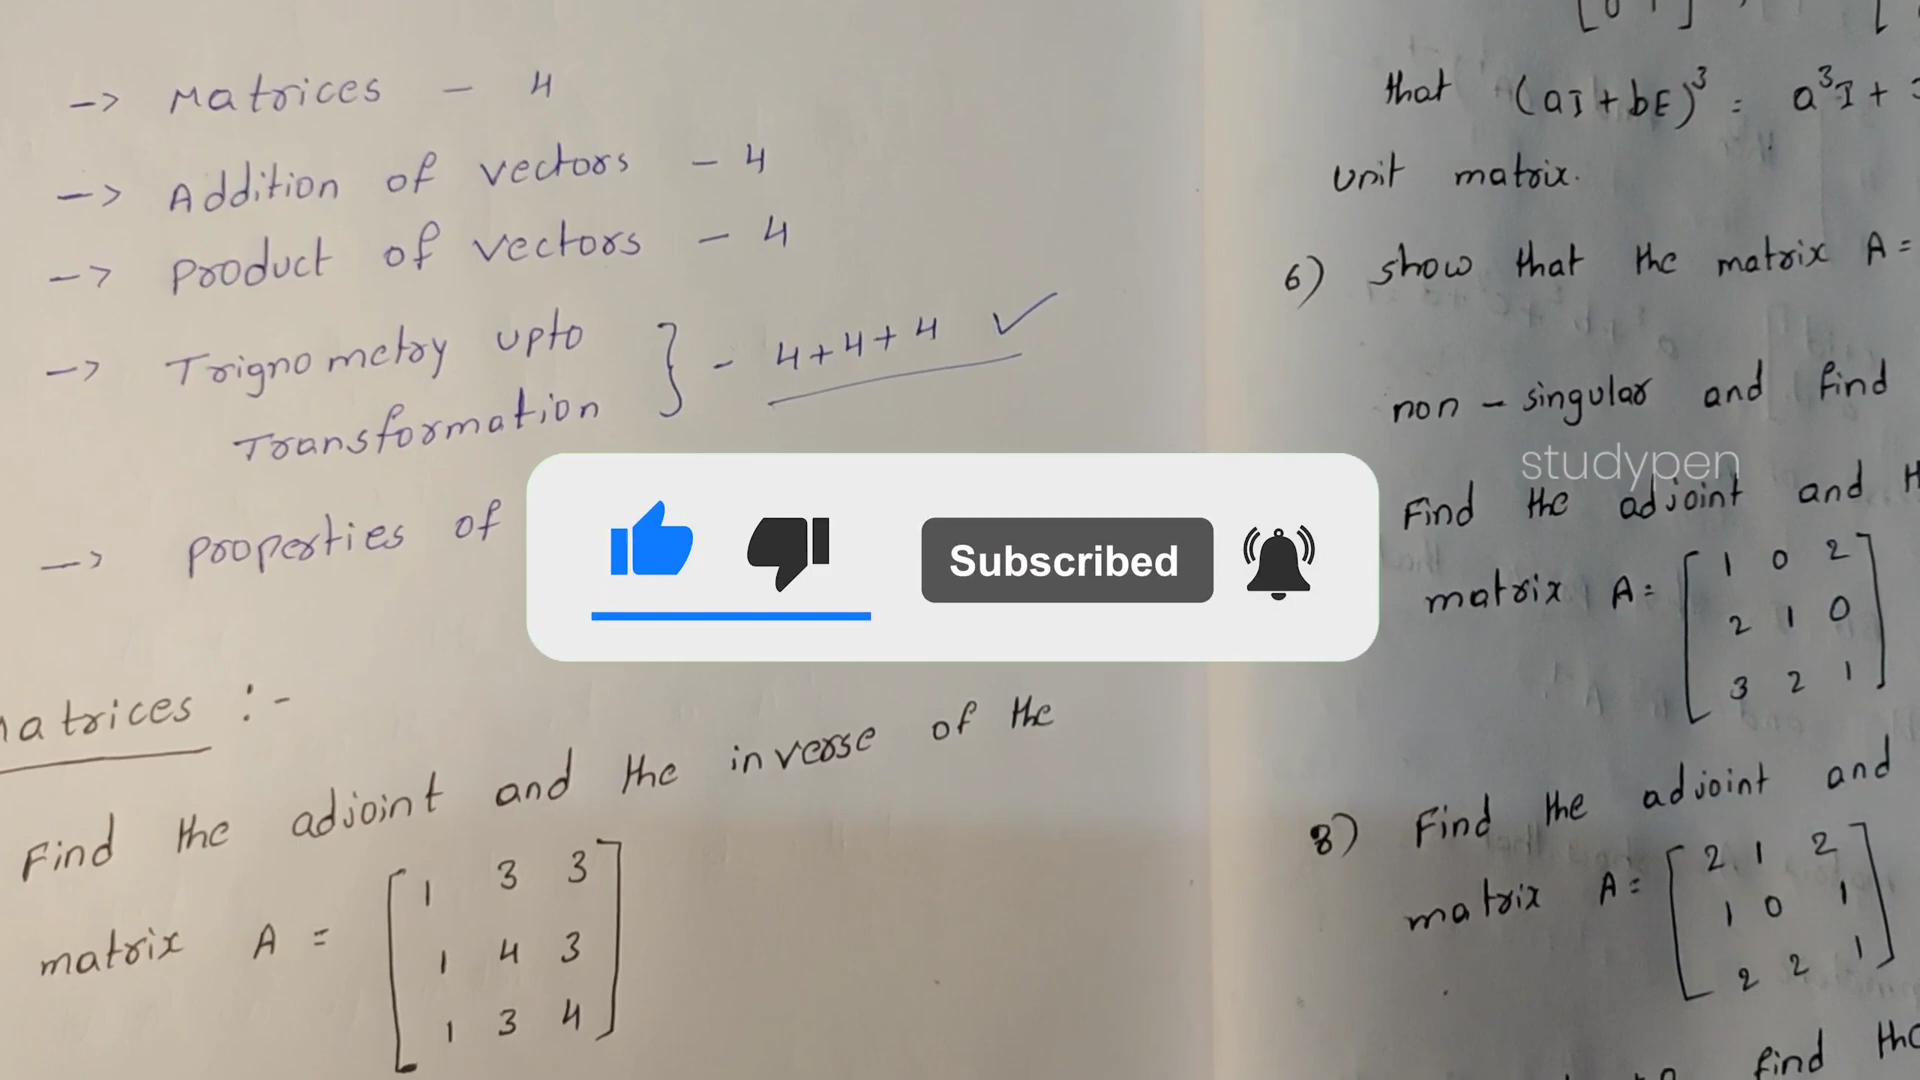 -> Matrices - 4
-> Addition of vectors - 4
-> product of vectors - 4
-> Trignometry upto
Transformation } - 4+4+4 ✓
-> properties of
Subscribed
atrices :-
Find the adjoint and the inverse of the
matrix A = [ 1 3 3
1 4 3
1 3 4 ]
that (aI+bE)³ = a³I +
unit matrix.
6) show that the matrix A =
non - singular and find
studypen
Find the adjoint and
matrix A = [ 1 0 2
2 1 0
3 2 1 ]
8) Find the adjoint and
matrix A = [ 2 1 2
1 0 1
2 2 1 ]
find the